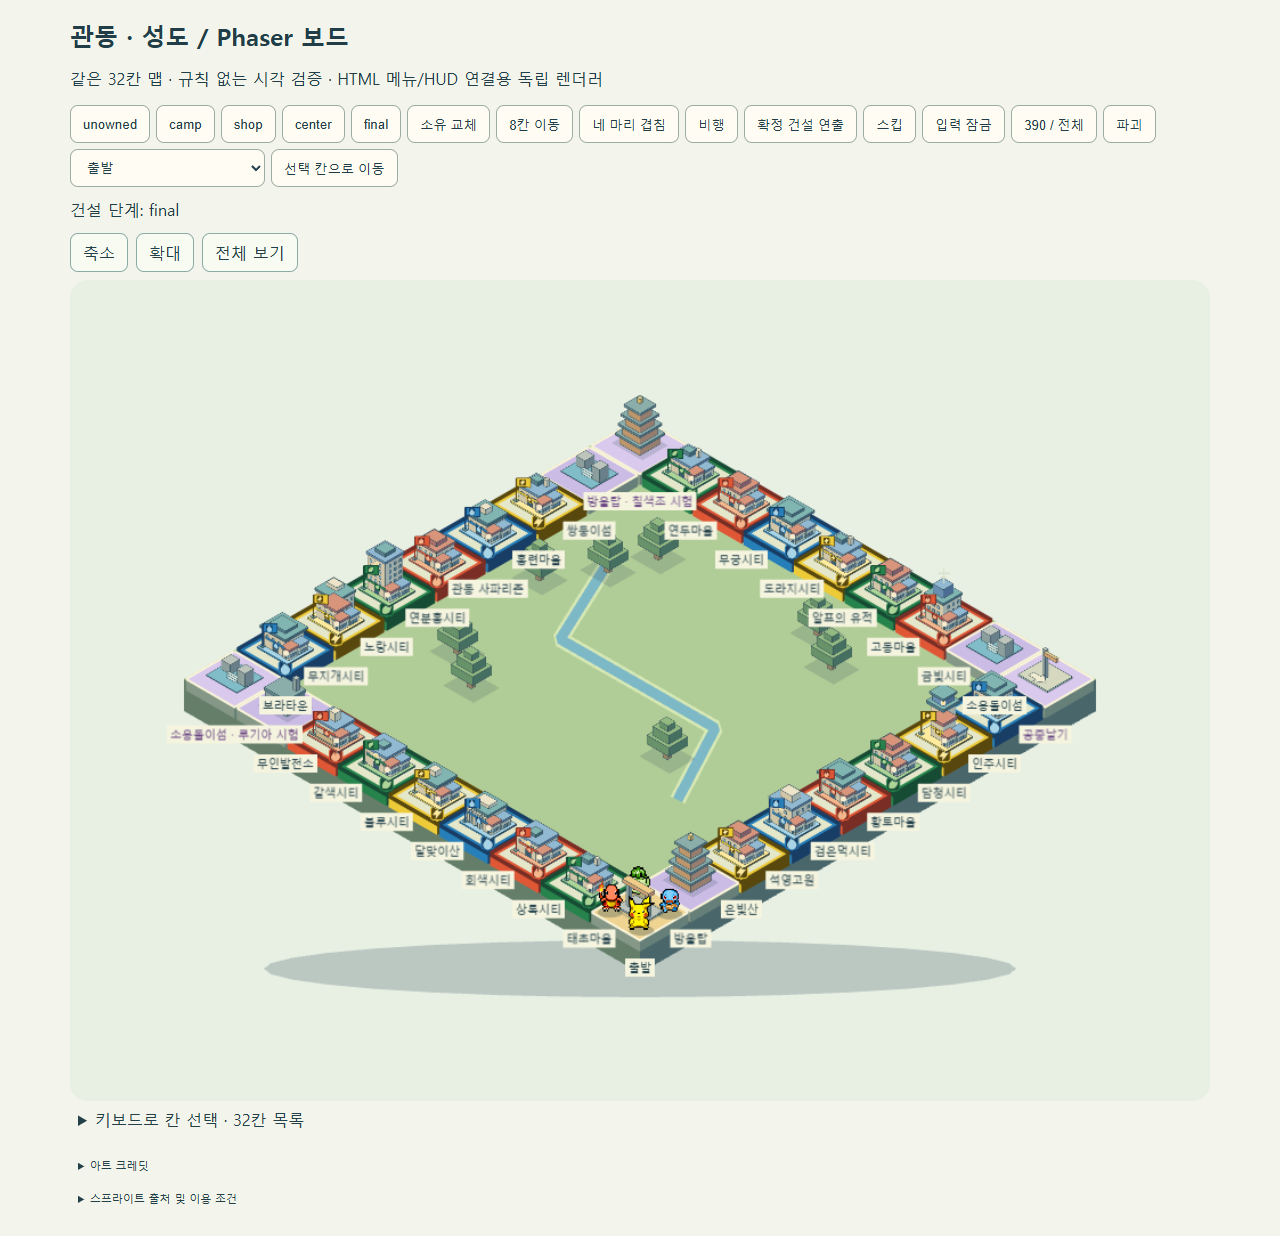 관동 · 성도 / Phaser 보드
같은 32칸 맵 · 규칙 없는 시각 검증 · HTML 메뉴/HUD 연결용 독립 렌더러
unowned camp shop center final 소유 교체 8칸 이동 네 마리 겹침 비행 확정 건설 연출 스킵 입력 잠금 390 / 전체 파괴
출발 선택 칸으로 이동
건설 단계: final
축소 확대 전체 보기
방울탑 · 칠색조 시험
쌍둥이섬 연두마을
홍련마을 무궁시티
관동 사파리존 도라지시티
연분홍시티 알프의 유적
노랑시티 고동마을
무지개시티 금빛시티
보라타운 소용돌이섬
소용돌이섬 · 루기아 시험 공중날기
무인발전소 인주시티
갈색시티 담청시티
블루시티 황토마을
달맞이산 검은먹시티
회색시티 석영고원
상록시티 은빛산
태초마을 방울탑
출발
▶ 키보드로 칸 선택 · 32칸 목록
▶ 아트 크레딧
▶ 스프라이트 출처 및 이용 조건